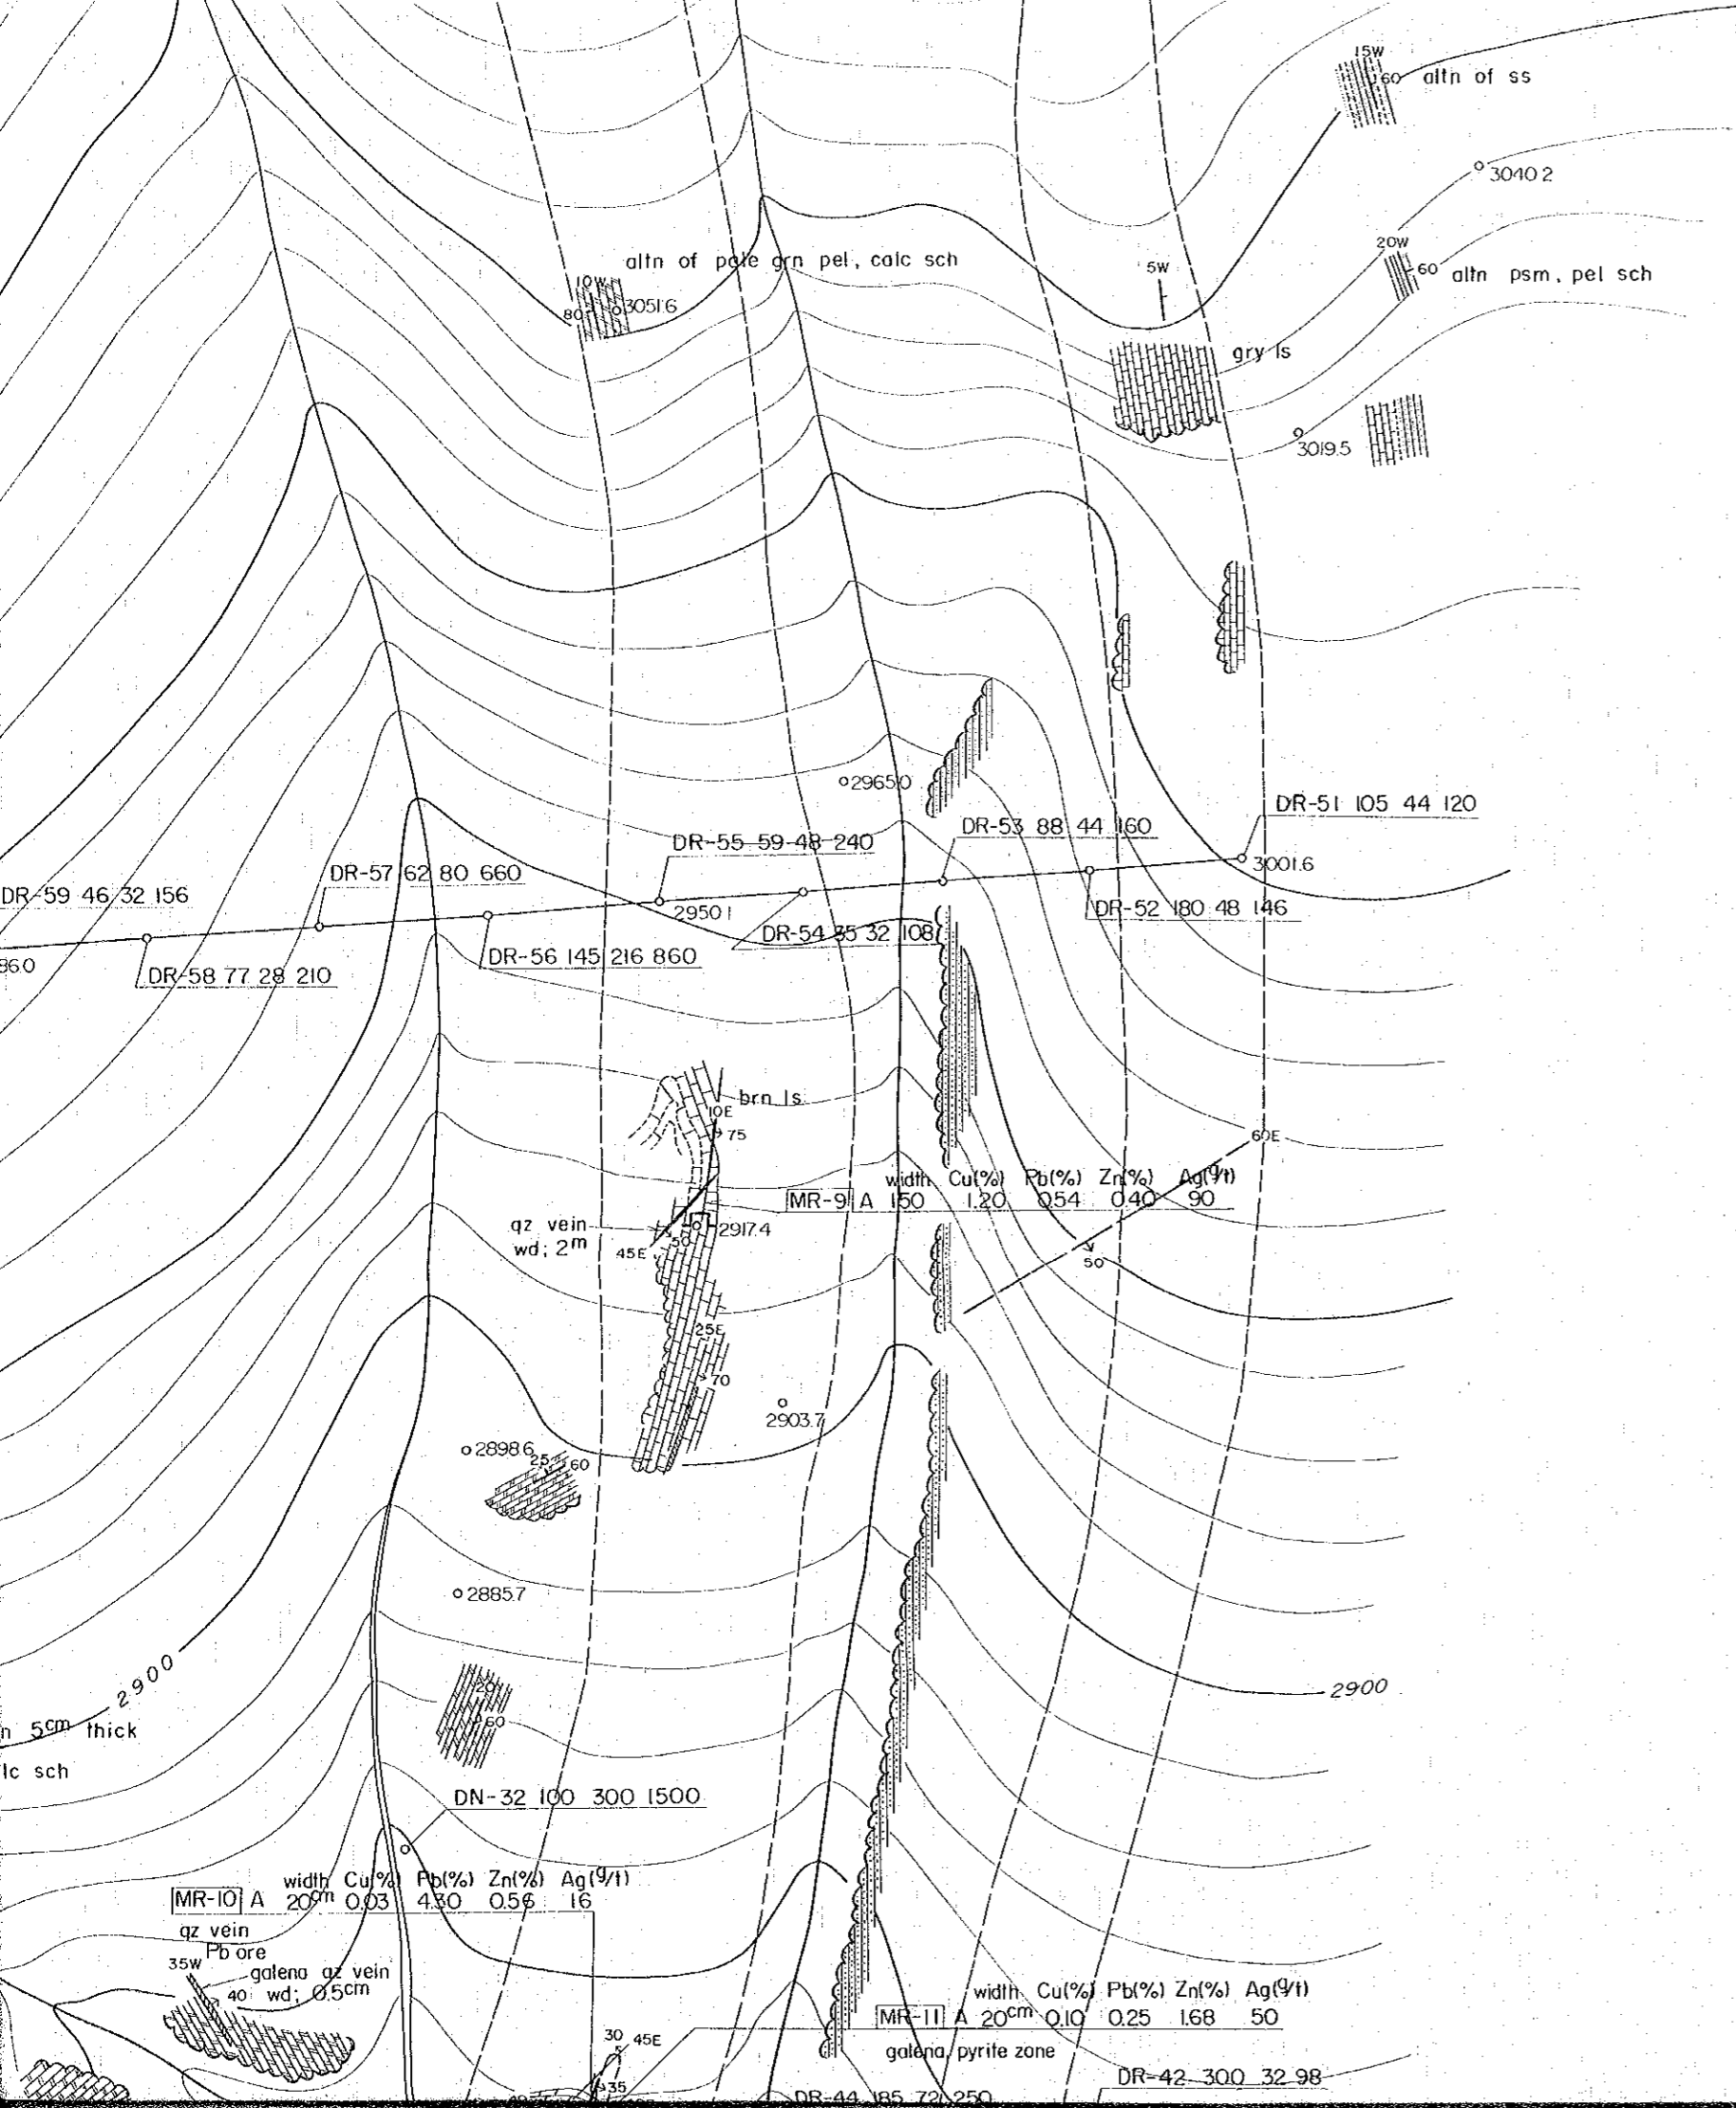 15W
60 altn of ss
3040.2
20W
60 altn psm, pel sch
altn of pale grn pel, calc sch
10W
80
3051.6
5W
gry ls
3019.5
2965.0
DR-51 105 44 120
DR-53 88 44 160
DR-55 59 48 240
3001.6
DR-57 62 80 660
DR-59 46 32 156
2950.1
DR-52 180 48 146
DR-54 35 32 108
DR-56 145 216 860
86.0
DR-58 77 28 210
brn ls
10E
75
60E
width Cu(%) Pb(%) Zn(%) Ag(g/t)
MR-9 A 150 1.20 0.54 0.40 90
qz vein
wd; 2m
2917.4
50
45E
50
25E
70
2903.7
2898.6
25
60
2885.7
2900
2900
20
60
n 5cm thick
lc sch
DN-32 100 300 1500
width Cu(%) Pb(%) Zn(%) Ag(g/t)
MR-10 A 20cm 0.03 4.30 0.56 16
qz vein
Pb ore
35W
galena qz vein
40 wd; 0.5cm
width Cu(%) Pb(%) Zn(%) Ag(g/t)
MR-11 A 20cm 0.10 0.25 1.68 50
galena, pyrite zone
30 45E
35
DR-42 300 32 98
DR-44 185 72 250